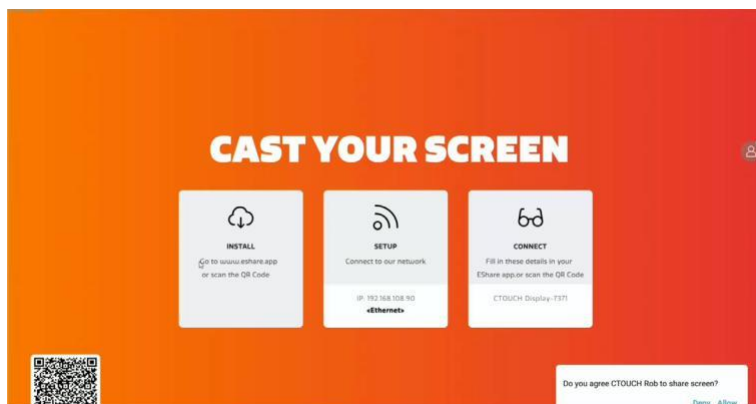 CAST YOUR SCREEN
INSTALL
Go to www.eshare.app
or scan the QR Code
SETUP
Connect to our network
IP: 192.168.108.90
«Ethernet»
CONNECT
Fill in these details in your
EShare app.or scan the QR Code
CTOUCH Display-7371
Do you agree CTOUCH Rob to share screen?
Deny Allow